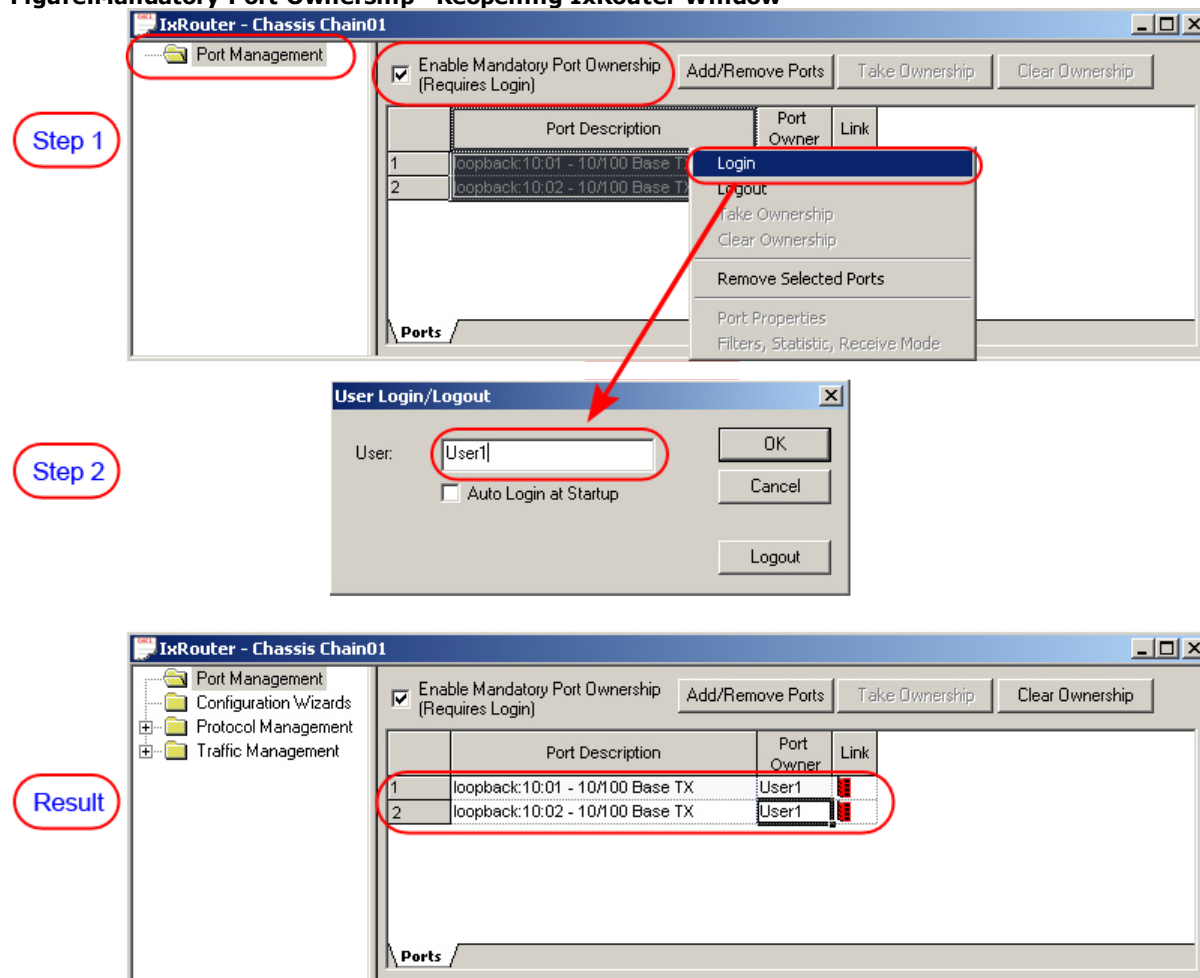 Figure:Mandatory Port Ownership - Reopening IxRouter Window
IxRouter - Chassis Chain01
Port Management
Enable Mandatory Port Ownership
(Requires Login)
Add/Remove Ports
Take Ownership
Clear Ownership
Step 1
Port Description
Port
Owner
Link
1
loopback:10:01 - 10/100 Base T
2
loopback:10:02 - 10/100 Base T
Login
Logout
Take Ownership
Clear Ownership
Remove Selected Ports
Port Properties
Filters, Statistic, Receive Mode
Ports
User Login/Logout
User:
User1
OK
Auto Login at Startup
Cancel
Logout
Step 2
IxRouter - Chassis Chain01
Port Management
Configuration Wizards
Protocol Management
Traffic Management
Enable Mandatory Port Ownership
(Requires Login)
Add/Remove Ports
Take Ownership
Clear Ownership
Port Description
Port
Owner
Link
Result
1
loopback:10:01 - 10/100 Base TX
User1
2
loopback:10:02 - 10/100 Base TX
User1
Ports